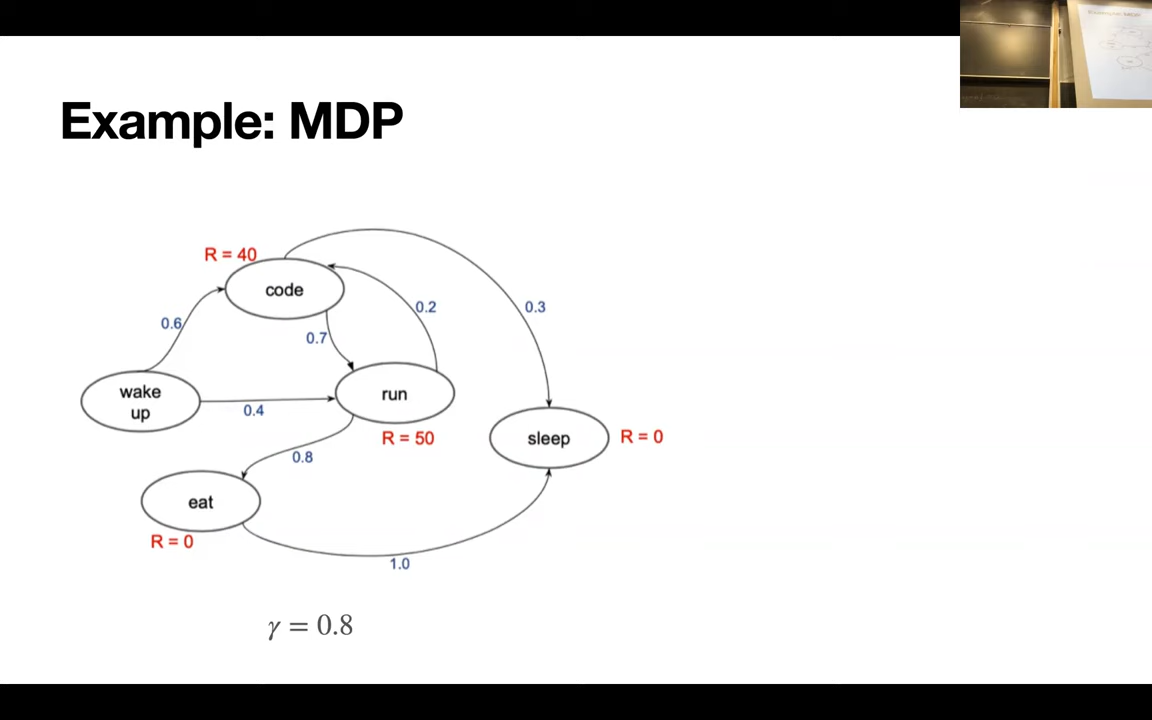 Example: MDP
R = 40
code
0.6
0.7
0.2
0.3
wake
up
0.4
run
R = 50
sleep
R = 0
0.8
eat
R = 0
1.0
γ = 0.8